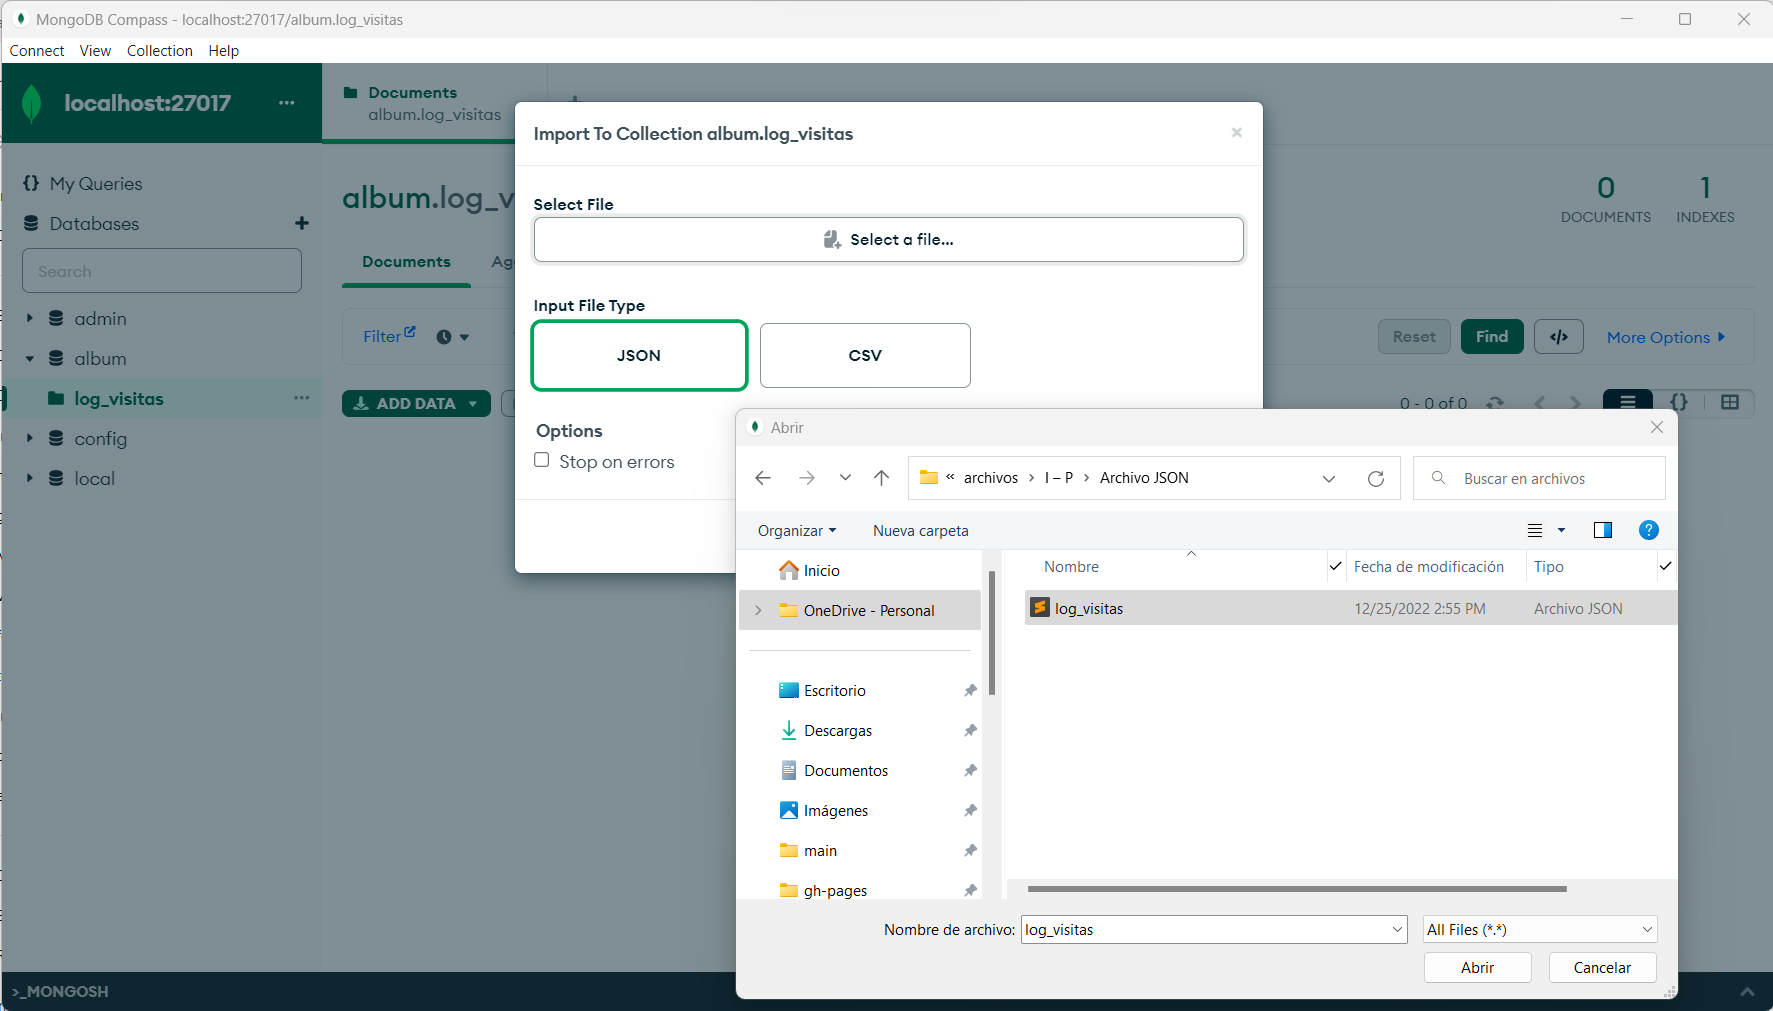 MongoDB Compass - localhost:27017/album.log_visitas
Connect View Collection Help
localhost:27017 ...
Documents
album.log_visitas
Import To Collection album.log_visitas
My Queries
Databases
Search
admin
album
log_visitas
config
local
album.log_v
0
DOCUMENTS
1
INDEXES
Documents
Select File
Select a file...
Input File Type
JSON
CSV
Filter
Reset
Find
More Options
ADD DATA
0 - 0 of 0
Options
Stop on errors
Abrir
« archivos > I – P > Archivo JSON
Buscar en archivos
Organizar
Nueva carpeta
Inicio
OneDrive - Personal
Escritorio
Descargas
Documentos
Imágenes
main
gh-pages
Nombre
Fecha de modificación
Tipo
log_visitas
12/25/2022 2:55 PM
Archivo JSON
Nombre de archivo:
log_visitas
All Files (*.*)
Abrir
Cancelar
>_MONGOSH